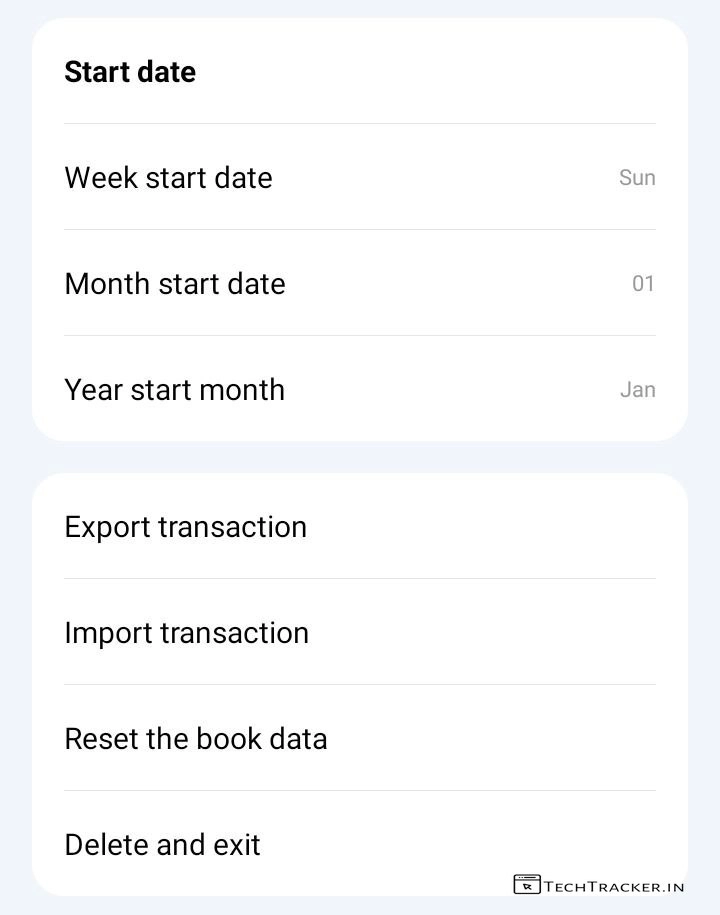 Start date
Week start date Sun
Month start date 01
Year start month Jan
Export transaction
Import transaction
Reset the book data
Delete and exit
TECHTRACKER.IN